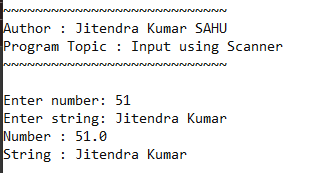 ~~~~~~~~~~~~~~~~~~~~~~~~~~~~
Author : Jitendra Kumar SAHU
Program Topic : Input using Scanner
~~~~~~~~~~~~~~~~~~~~~~~~~~~~
Enter number: 51
Enter string: Jitendra Kumar
Number : 51.0
String : Jitendra Kumar